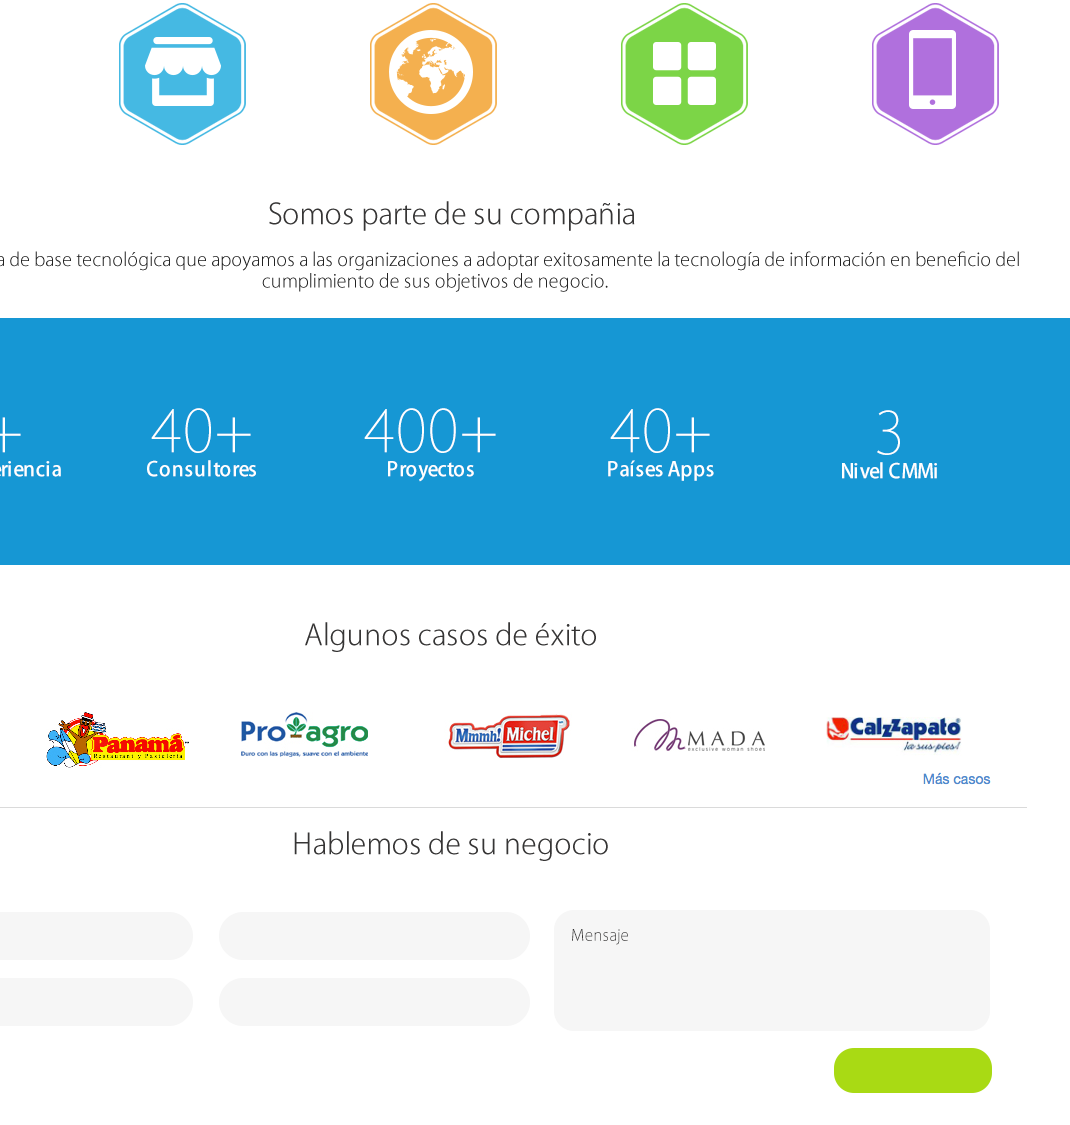 Somos parte de su compañia
a de base tecnológica que apoyamos a las organizaciones a adoptar exitosamente la tecnología de información en beneficio del
cumplimiento de sus objetivos de negocio.
+ 40+ 400+ 40+ 3
eriencia Consultores Proyectos Países Apps Nivel CMMi
Algunos casos de éxito
Panamá
Restaurant y Pastelería
Proagro
Duro con las plagas, suave con el ambiente
Mmmh! Michel
MADA
exclusive woman shoes
CalzZapato
¡a sus pies!
Más casos
Hablemos de su negocio
Mensaje